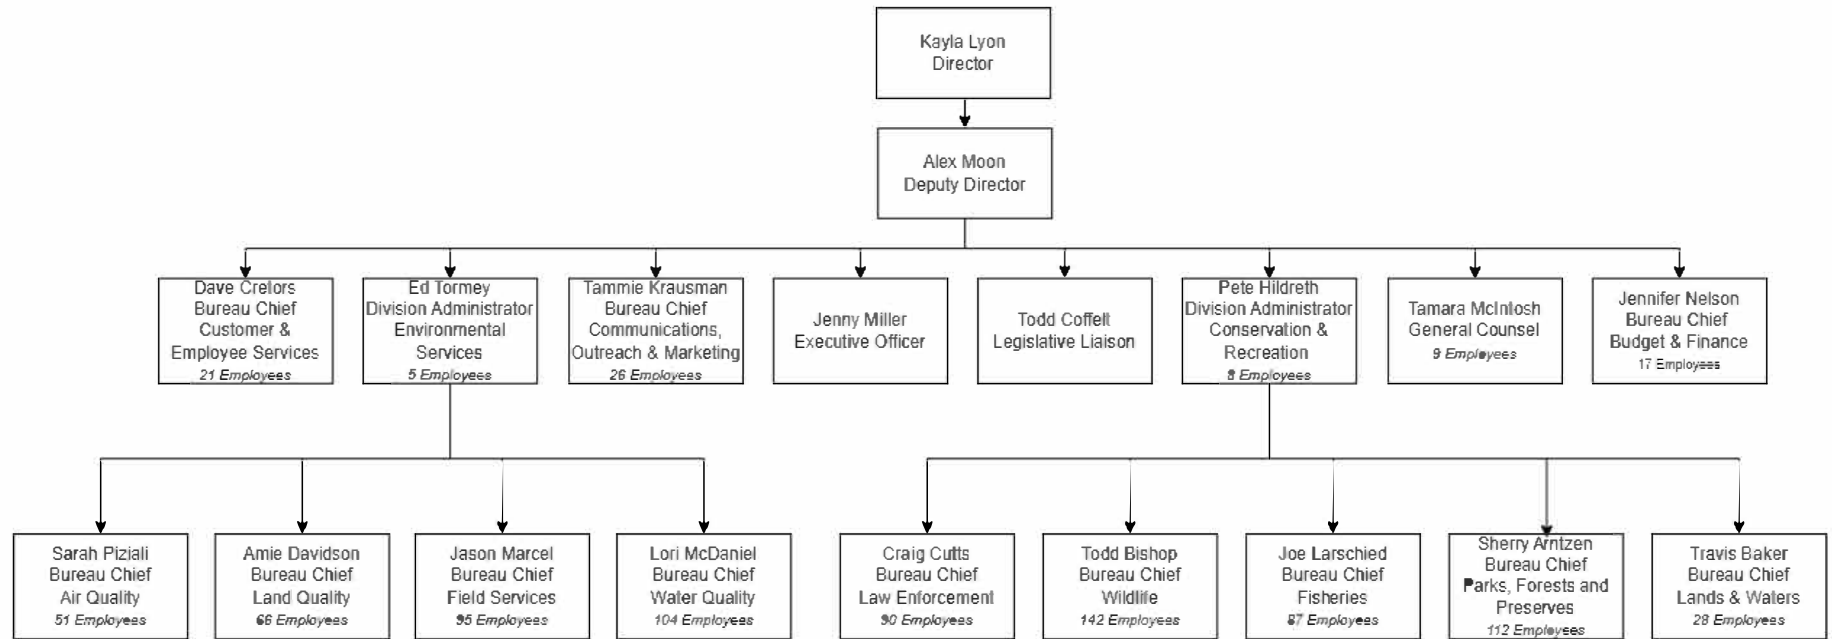 Kayla Lyon
Director
Alex Moon
Deputy Director
Dave Crelors
Bureau Chief
Customer &
Employee Services
21 Employees
Ed Tormey
Division Administrator
Environmental
Services
5 Employees
Tammie Krausman
Bureau Chief
Communications,
Outreach & Marketing
26 Employees
Jenny Miller
Executive Officer
Todd Coffelt
Legislative Liaison
Pete Hildreth
Division Administrator
Conservation &
Recreation
8 Employees
Tamara McIntosh
General Counsel
9 Employees
Jennifer Nelson
Bureau Chief
Budget & Finance
17 Employees
Sarah Piziali
Bureau Chief
Air Quality
51 Employees
Amie Davidson
Bureau Chief
Land Quality
66 Employees
Jason Marcel
Bureau Chief
Field Services
95 Employees
Lori McDaniel
Bureau Chief
Water Quality
104 Employees
Craig Cutts
Bureau Chief
Law Enforcement
90 Employees
Todd Bishop
Bureau Chief
Wildlife
142 Employees
Joe Larschied
Bureau Chief
Fisheries
87 Employees
Sherry Arntzen
Bureau Chief
Parks, Forests and
Preserves
112 Employees
Travis Baker
Bureau Chief
Lands & Waters
28 Employees